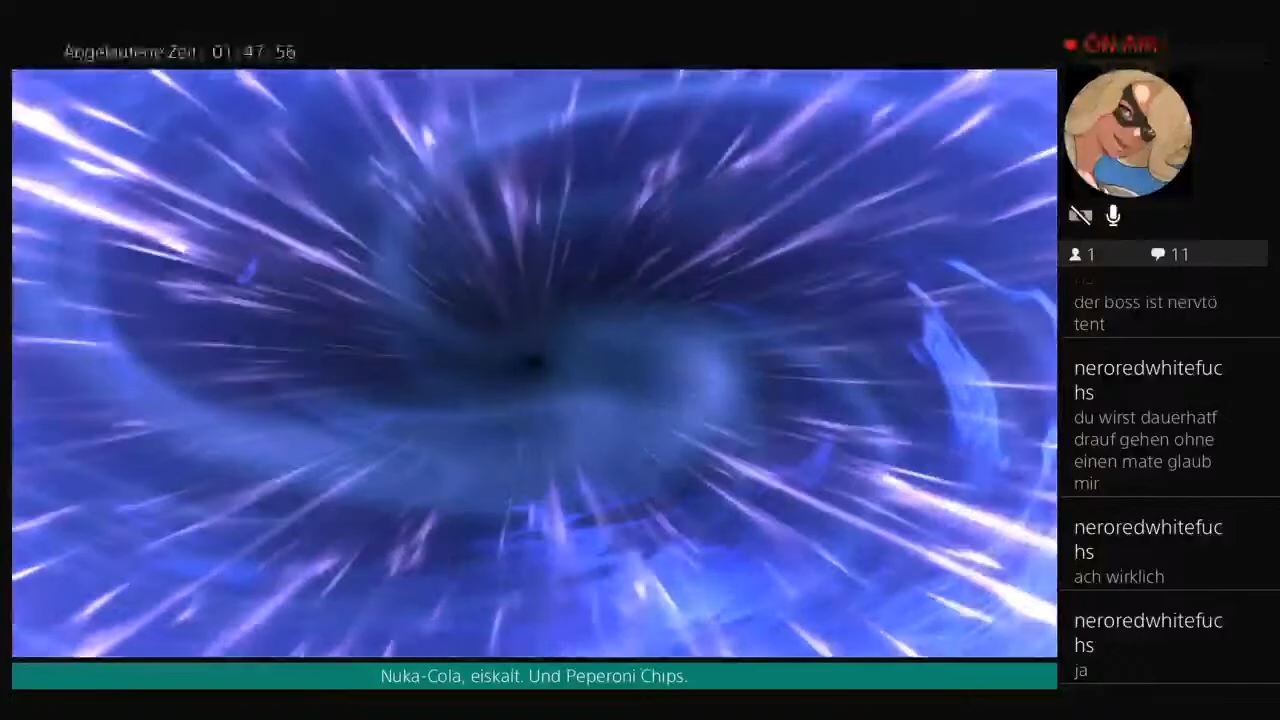 Abgelaufene Zeit: 01:47:56
ON AIR
1
11
der boss ist nervtö
tent
neroredwhitefuc
hs
du wirst dauerhatf
drauf gehen ohne
einen mate glaub
mir
neroredwhitefuc
hs
ach wirklich
neroredwhitefuc
hs
ja
Nuka-Cola, eiskalt. Und Peperoni Chips.